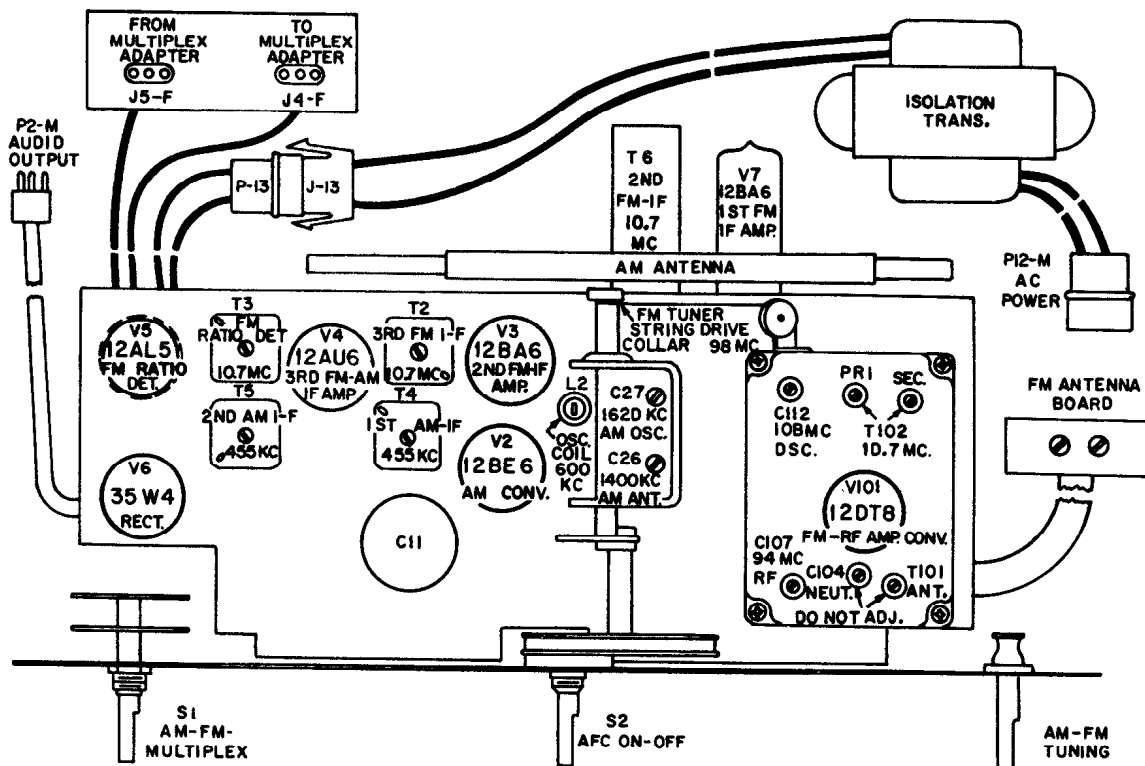 FROM
MULTIPLEX
ADAPTER
J5-F
TO
MULTIPLEX
ADAPTER
J4-F
P2-M
AUDIO
OUTPUT
P-13
J-13
ISOLATION
TRANS.
T6
2ND
FM-IF
10.7
MC
V7
12BA6
1ST FM
IF AMP.
AM ANTENNA
P12-M
AC
POWER
FM TUNER
STRING DRIVE
COLLAR 98 MC
V5
12AL5
FM RATIO
DET.
T3
FM
RATIO DET
10.7MC
V4
12AU6
3RD FM-AM
IF AMP.
T2
3RD FM I-F
10.7MC
V3
12BA6
2ND FM-IF
AMP.
T5
2ND AM I-F
455KC
T4
1ST AM-IF
455KC
L2
OSC.
COIL
600
KC
V2
12BE6
AM CONV.
C27
162D KC
AM OSC.
C26
1400KC
AM ANT.
V6
35W4
RECT.
C11
PRI
SEC.
C112
108MC
DSC.
T102
1D.7 MC.
V101
12DT8
FM-RF AMP. CONV.
C107
94 MC
RF
C104
NEUT.
T101
ANT.
DO NOT ADJ.
FM ANTENNA
BOARD
S1
AM-FM-
MULTIPLEX
S2
AFC ON-OFF
AM-FM
TUNING